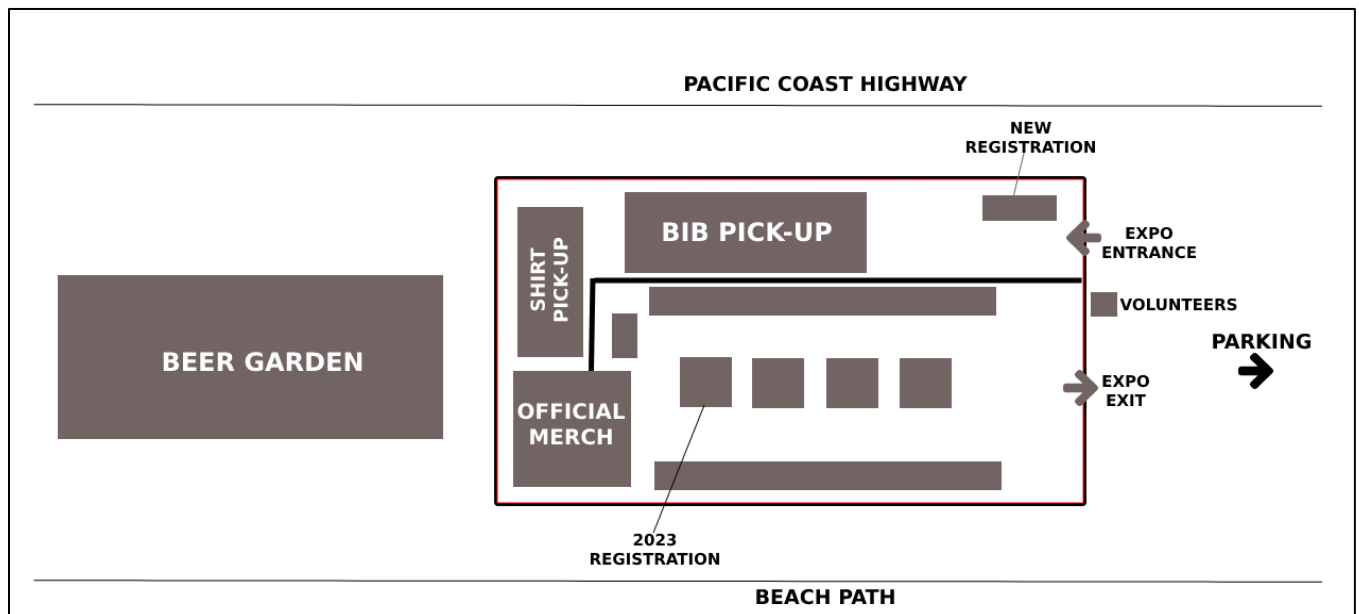 PACIFIC COAST HIGHWAY
NEW
REGISTRATION
BIB PICK-UP
SHIRT
PICK-UP
EXPO
ENTRANCE
VOLUNTEERS
PARKING
BEER GARDEN
EXPO
EXIT
OFFICIAL
MERCH
2023
REGISTRATION
BEACH PATH